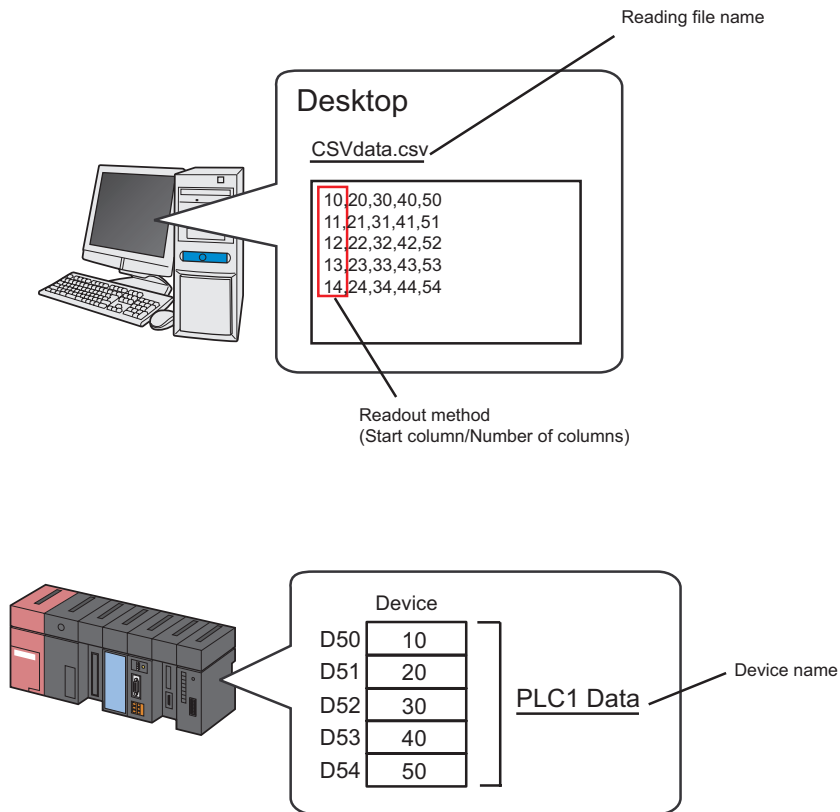 Reading file name
Desktop
CSVdata.csv
10,20,30,40,50
11,21,31,41,51
12,22,32,42,52
13,23,33,43,53
14,24,34,44,54
Readout method
(Start column/Number of columns)
Device
D50 10
D51 20
D52 30
D53 40
D54 50
PLC1 Data
Device name